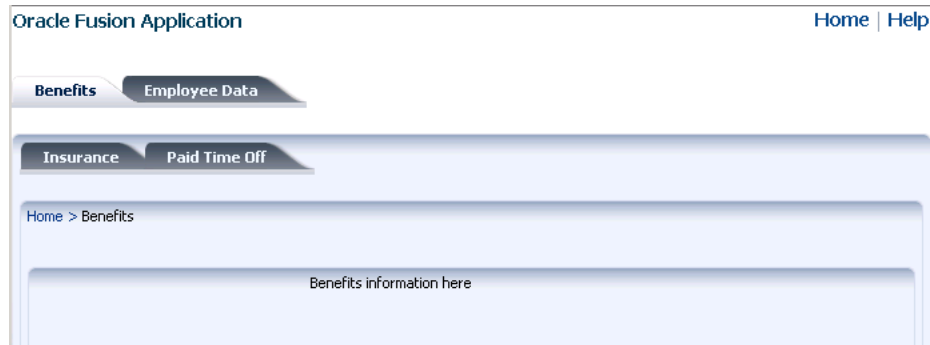 Oracle Fusion Application Home | Help
Benefits Employee Data
Insurance Paid Time Off
Home > Benefits
Benefits information here